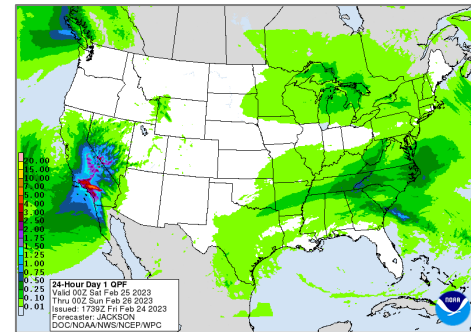 20.00
15.00
10.00
7.00
5.00
4.00
3.00
2.50
2.00
1.75
1.50
1.25
1.00
0.75
0.50
0.25
0.10
0.01
24-Hour Day 1 QPF
Valid 00Z Sat Feb 25 2023
Thru 00Z Sun Feb 26 2023
Issued: 1739Z Fri Feb 24 2023
Forecaster: JACKSON
DOC/NOAA/NWS/NCEP/WPC
NOAA